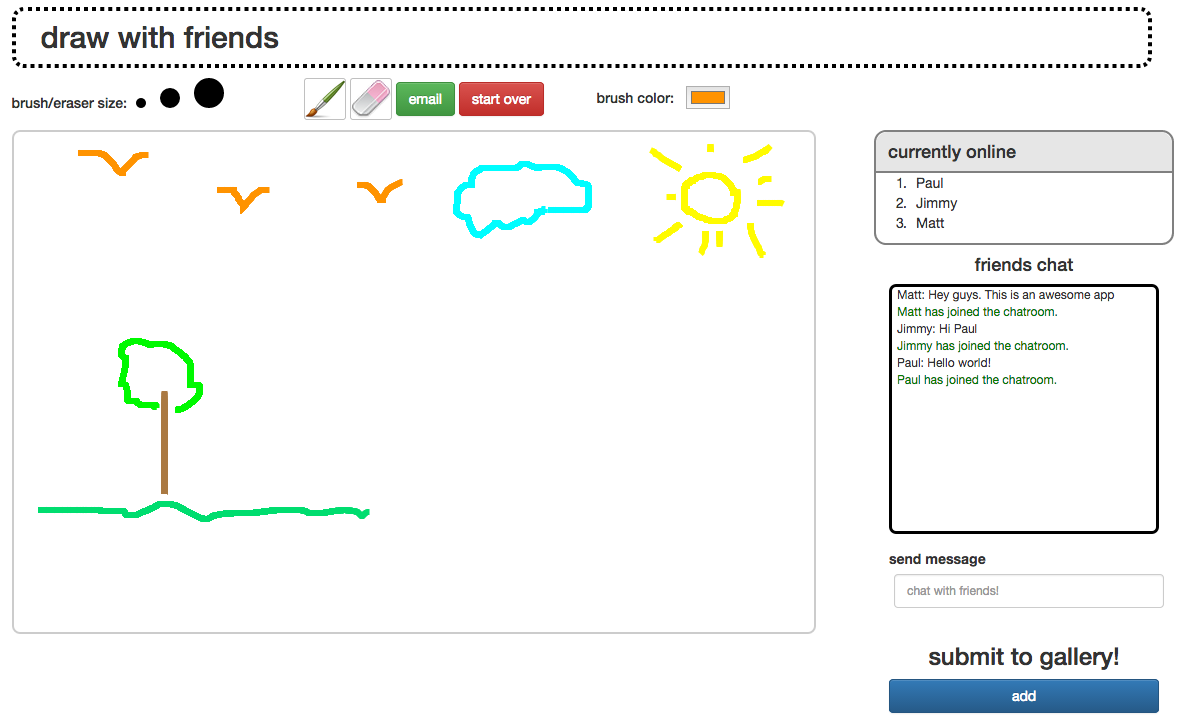 draw with friends
brush/eraser size:
email
start over
brush color:
currently online
1. Paul
2. Jimmy
3. Matt
friends chat
Matt: Hey guys. This is an awesome app
Matt has joined the chatroom.
Jimmy: Hi Paul
Jimmy has joined the chatroom.
Paul: Hello world!
Paul has joined the chatroom.
send message
chat with friends!
submit to gallery!
add